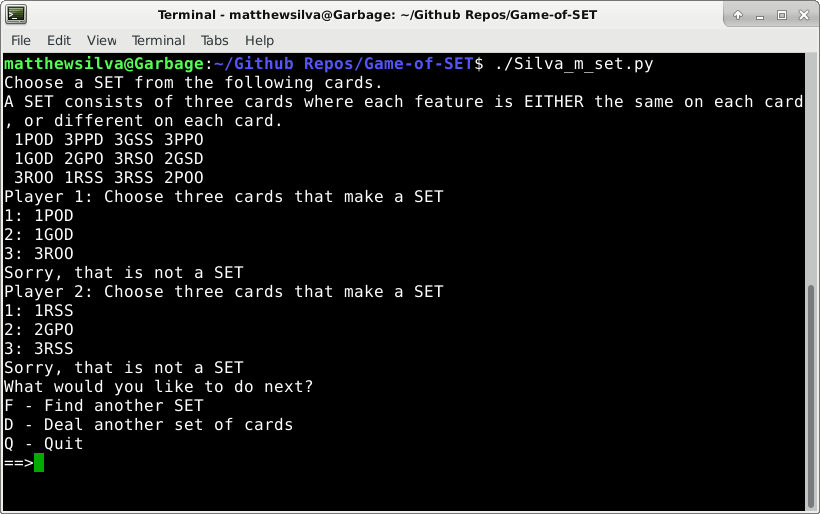 Terminal - matthewsilva@Garbage: ~/Github Repos/Game-of-SET
File Edit View Terminal Tabs Help
matthewsilva@Garbage:~/Github Repos/Game-of-SET$ ./Silva_m_set.py
Choose a SET from the following cards.
A SET consists of three cards where each feature is EITHER the same on each card
, or different on each card.
1POD 3PPD 3GSS 3PPO
1GOD 2GPO 3RSO 2GSD
3ROO 1RSS 3RSS 2POO
Player 1: Choose three cards that make a SET
1: 1POD
2: 1GOD
3: 3ROO
Sorry, that is not a SET
Player 2: Choose three cards that make a SET
1: 1RSS
2: 2GPO
3: 3RSS
Sorry, that is not a SET
What would you like to do next?
F - Find another SET
D - Deal another set of cards
Q - Quit
==>